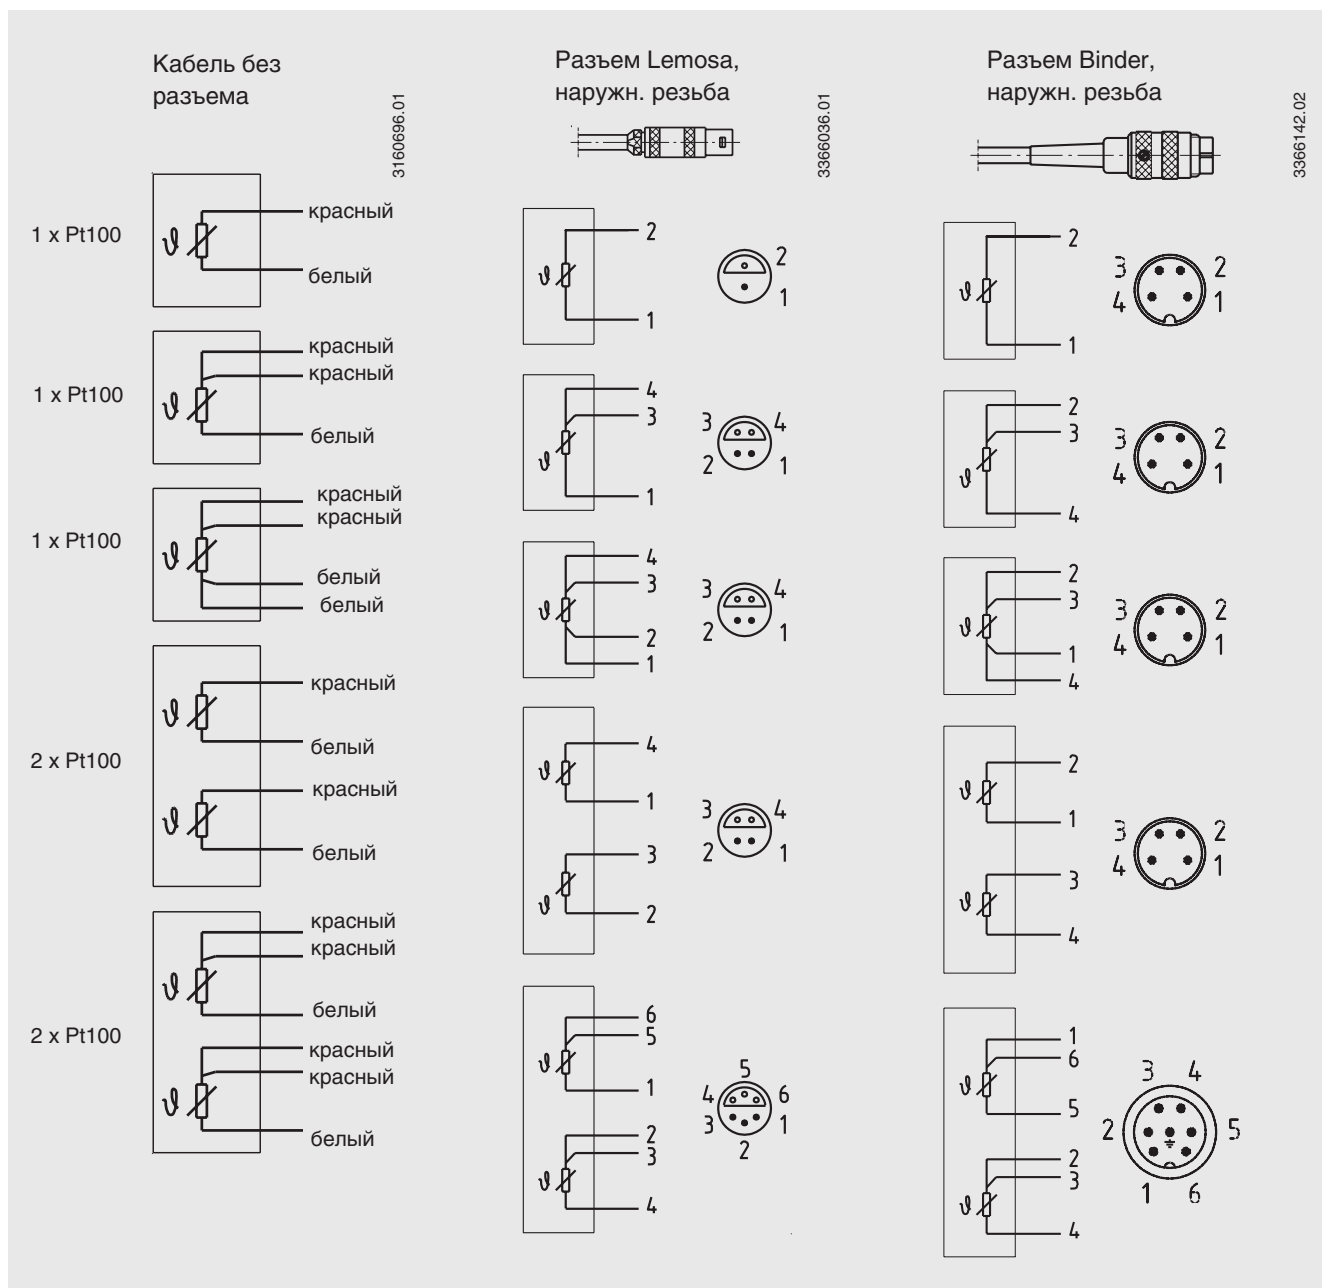 Кабель без
разъема
3160696.01
Разъем Lemosa,
наружн. резьба
3366036.01
Разъем Binder,
наружн. резьба
3366142.02
1 x Pt100
ϑ
красный
белый
ϑ
2
1
2
1
ϑ
2
1
3
2
4
1
1 x Pt100
ϑ
красный
красный
белый
ϑ
4
3
1
3
4
2
1
ϑ
2
3
4
3
2
4
1
1 x Pt100
ϑ
красный
красный
белый
белый
ϑ
4
3
2
1
3
4
2
1
ϑ
2
3
1
4
3
2
4
1
2 x Pt100
ϑ
красный
белый
ϑ
красный
белый
ϑ
4
1
ϑ
3
2
3
4
2
1
ϑ
2
1
ϑ
3
4
3
2
4
1
2 x Pt100
ϑ
красный
красный
белый
ϑ
красный
красный
белый
ϑ
6
5
1
ϑ
2
3
4
5
4
6
3
1
2
ϑ
1
6
5
ϑ
2
3
4
3
4
2
5
1
6